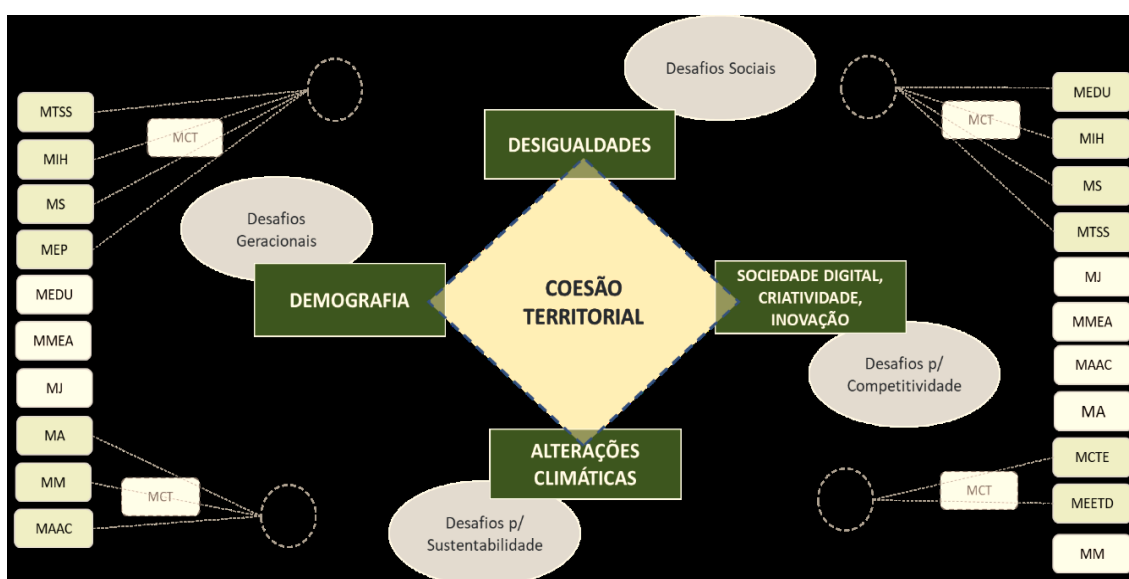 MTSS
MIH
MS
MEP
MEDU
MMEA
MJ
MA
MM
MAAC
MCT
MCT
Desafios
Geracionais
DEMOGRAFIA
Desafios Sociais
DESIGUALDADES
COESÃO
TERRITORIAL
ALTERAÇÕES
CLIMÁTICAS
Desafios p/
Sustentabilidade
SOCIEDADE DIGITAL,
CRIATIVIDADE,
INOVAÇÃO
Desafios p/
Competitividade
MCT
MCT
MEDU
MIH
MS
MTSS
MJ
MMEA
MAAC
MA
MCTE
MEETD
MM